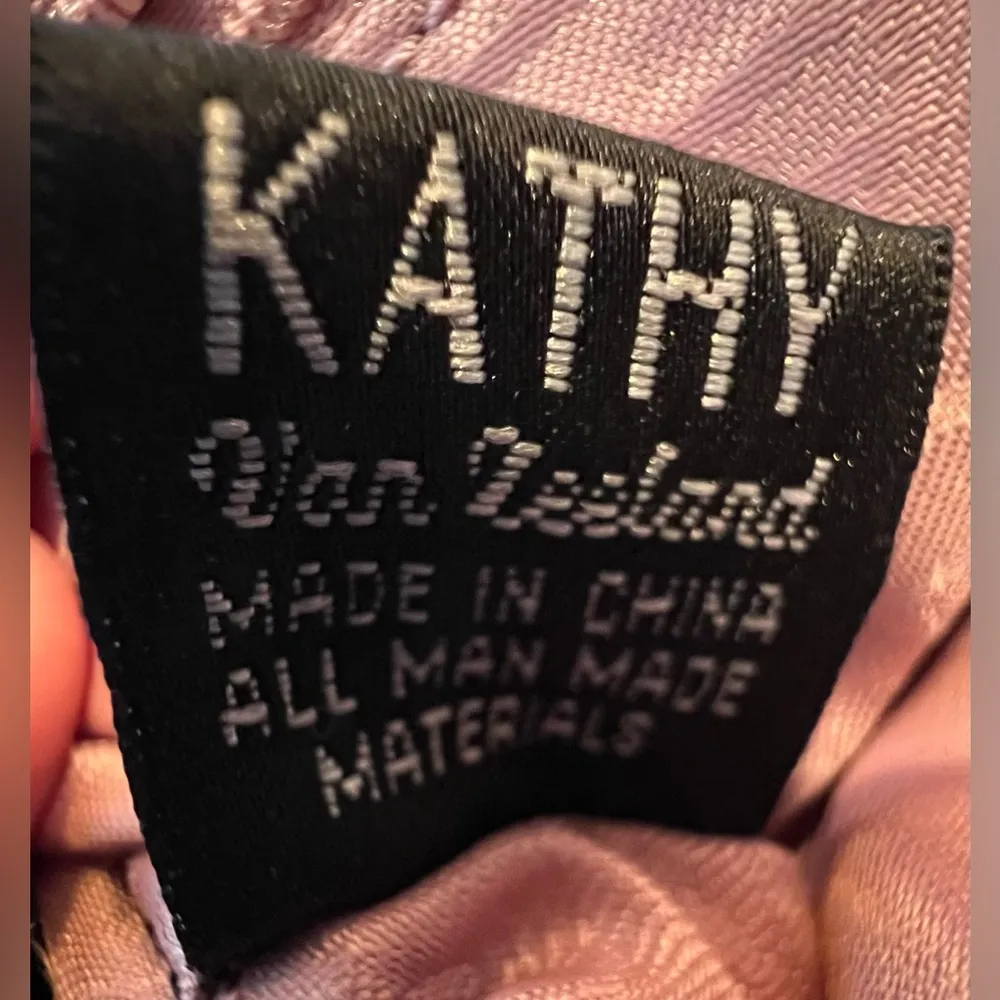 KATHY
Van Zeeland
MADE IN CHINA
ALL MAN MADE
MATERIALS